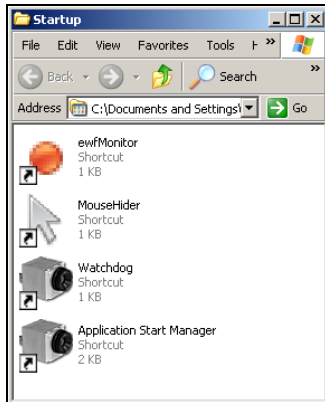 Startup
File Edit View Favorites Tools H »
Back Search »
Address C:\Documents and Settings\ Go
ewfMonitor
Shortcut
1 KB
MouseHider
Shortcut
1 KB
Watchdog
Shortcut
1 KB
Application Start Manager
Shortcut
2 KB